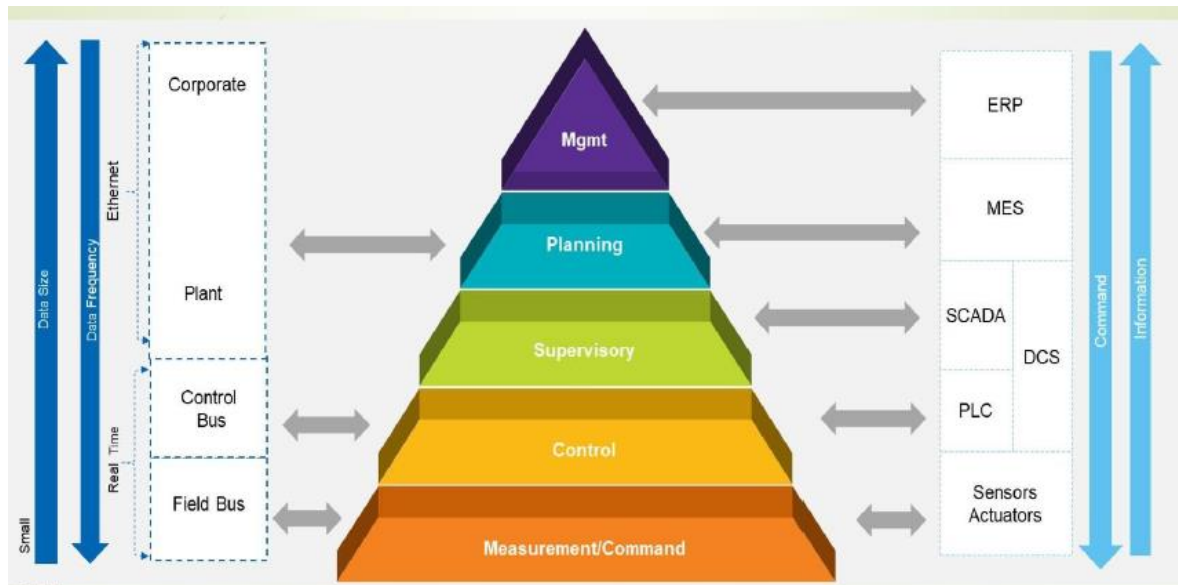 Data Size
Small
Data Frequency
Ethernet
Real Time
Corporate
Plant
Control
Bus
Field Bus
Mgmt
Planning
Supervisory
Control
Measurement/Command
ERP
MES
SCADA
DCS
PLC
Sensors
Actuators
Command
Information